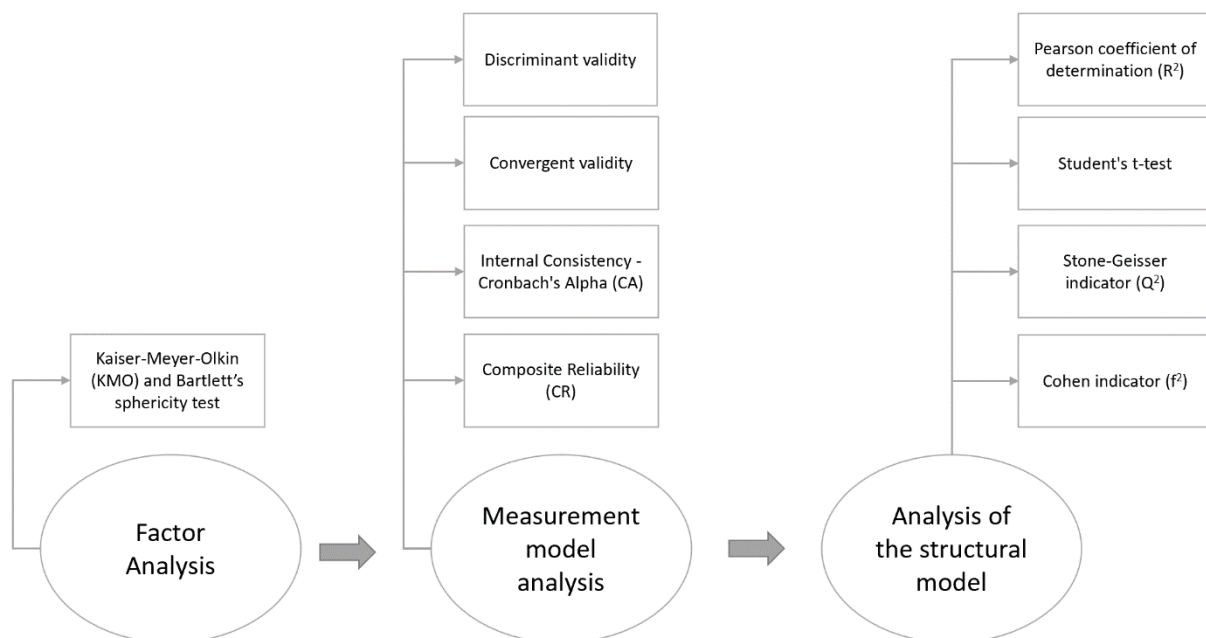 Kaiser-Meyer-Olkin
(KMO) and Bartlett’s
sphericity test
Factor
Analysis
Discriminant validity
Convergent validity
Internal Consistency -
Cronbach's Alpha (CA)
Composite Reliability
(CR)
Measurement
model
analysis
Pearson coefficient of
determination (R²)
Student's t-test
Stone-Geisser
indicator (Q²)
Cohen indicator (f²)
Analysis of
the structural
model